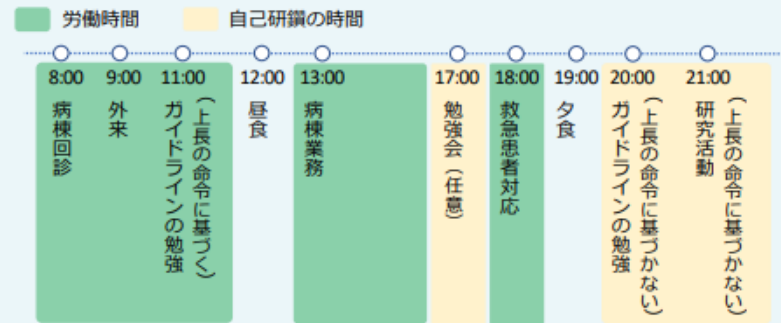 労働時間
自己研鑽の時間
8:00
病棟回診
9:00
外来
11:00
(上長の命令に基づく)
ガイドラインの勉強
12:00
昼食
13:00
病棟業務
17:00
勉強会(任意)
18:00
救急患者対応
19:00
夕食
20:00
(上長の命令に基づかない)
ガイドラインの勉強
21:00
(上長の命令に基づかない)
研究活動